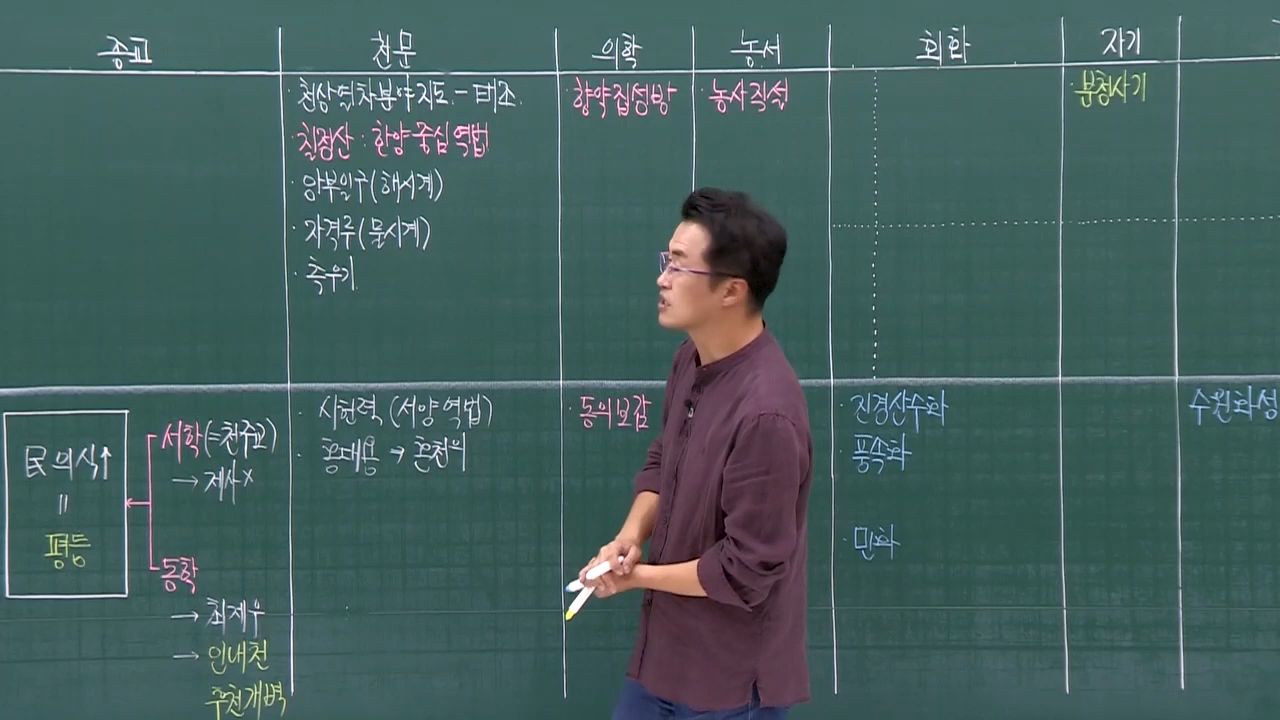 종교
천문
의학
농서
회화
자기
· 천상열차분야지도 - 태조.
· 칠정산 : 한양 중심 역법
· 앙부일구 (해시계)
· 자격루 (물시계)
· 측우기
· 향약집성방
· 농사직설
· 분청사기
民의식↑
=
평등
서학 (=천주교)
→ 제사×
동학
→ 최제우
→ 인내천
후천개벽
· 시헌력 (서양 역법)
· 홍대용 → 혼천의
· 동의보감
· 진경산수화
· 풍속화
· 민화
수원화성